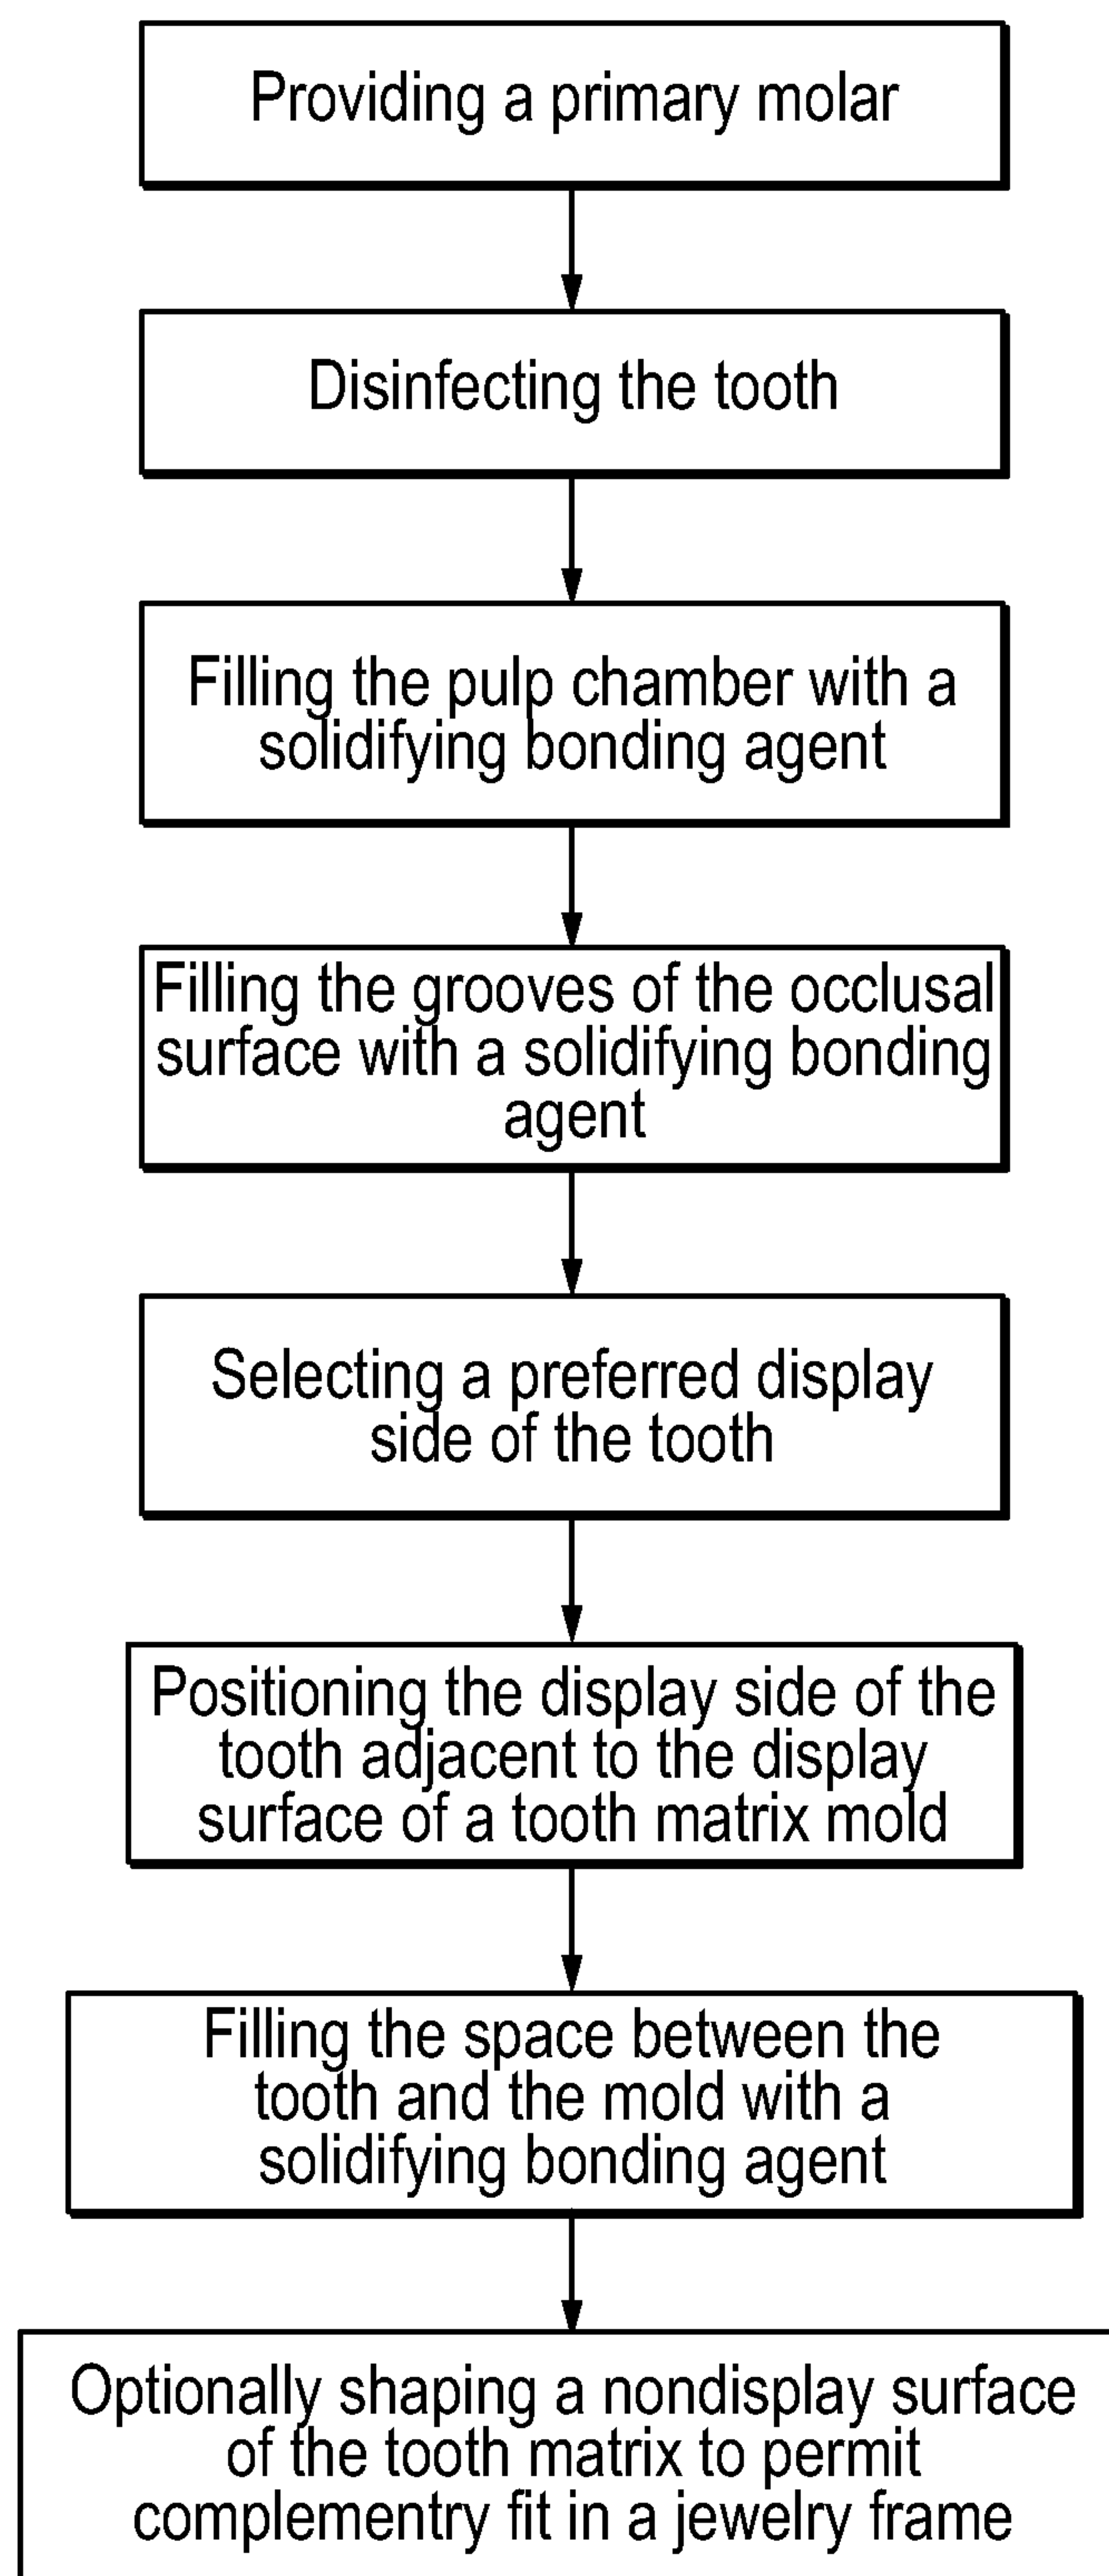 Providing a primary molar
Disinfecting the tooth
Filling the pulp chamber with a
solidifying bonding agent
Filling the grooves of the occlusal
surface with a solidifying bonding
agent
Selecting a preferred display
side of the tooth
Positioning the display side of the
tooth adjacent to the display
surface of a tooth matrix mold
Filling the space between the
tooth and the mold with a
solidifying bonding agent
Optionally shaping a nondisplay surface
of the tooth matrix to permit
complementry fit in a jewelry frame